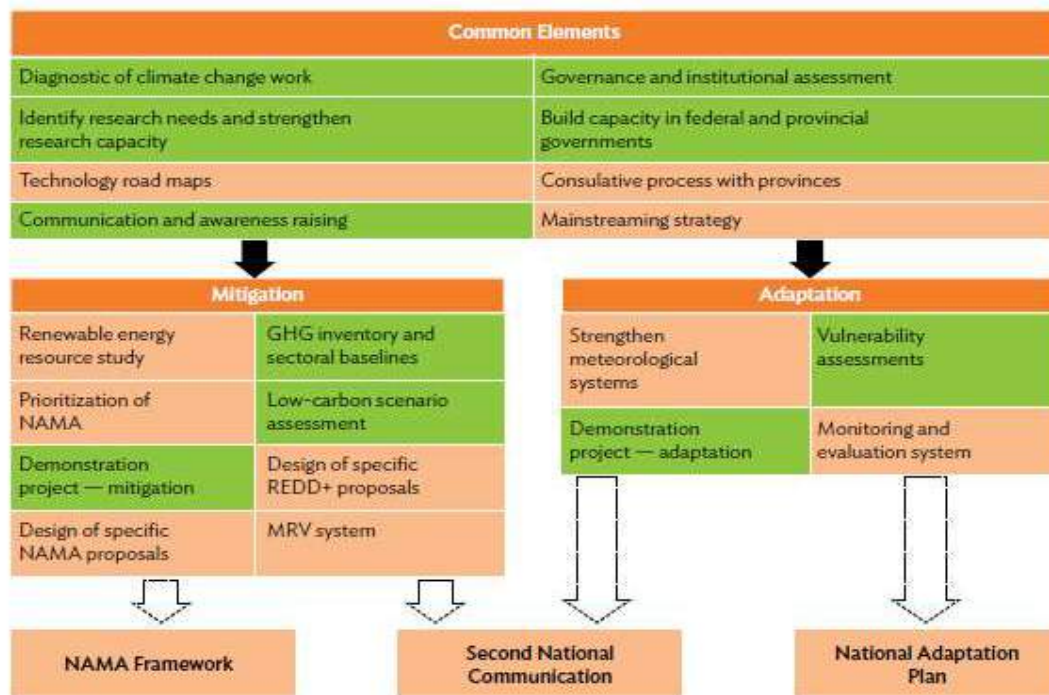 Common Elements
Diagnostic of climate change work
Governance and institutional assessment
Identify research needs and strengthen
research capacity
Build capacity in federal and provincial
governments
Technology road maps
Consulative process with provinces
Communication and awareness raising
Mainstreaming strategy
Mitigation
Renewable energy
resource study
GHG inventory and
sectoral baselines
Prioritization of
NAMA
Low-carbon scenario
assessment
Demonstration
project — mitigation
Design of specific
REDD+ proposals
Design of specific
NAMA proposals
MRV system
Adaptation
Strengthen
meteorological
systems
Vulnerability
assessments
Demonstration
project — adaptation
Monitoring and
evaluation system
NAMA Framework
Second National
Communication
National Adaptation
Plan